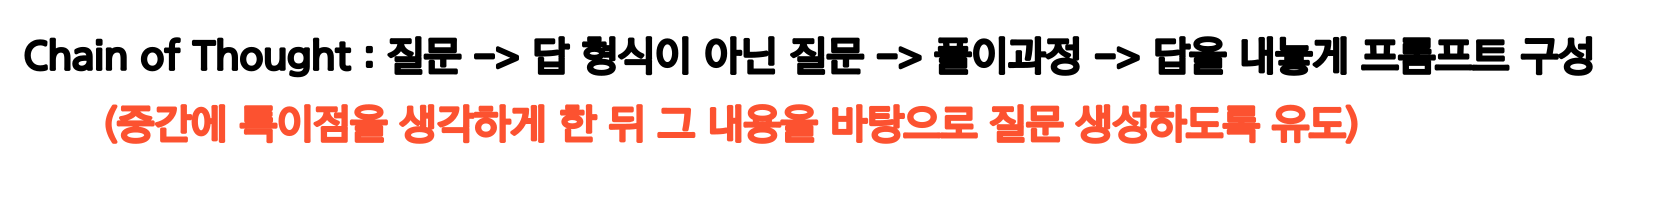 Chain of Thought : 질문 -> 답 형식이 아닌 질문 -> 풀이과정 -> 답을 내놓게 프롬프트 구성
(중간에 특이점을 생각하게 한 뒤 그 내용을 바탕으로 질문 생성하도록 유도)